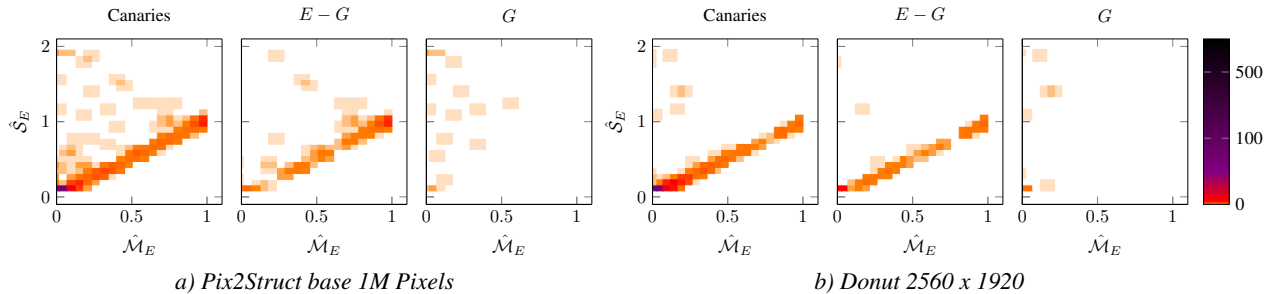 Canaries
E − G
G
Canaries
E − G
G
2
1
0
Ŝ_E
0 0.5 1
0 0.5 1
0 0.5 1
M̂_E
M̂_E
M̂_E
2
1
0
Ŝ_E
0 0.5 1
0 0.5 1
0 0.5 1
M̂_E
M̂_E
M̂_E
500
100
0
a) Pix2Struct base 1M Pixels
b) Donut 2560 x 1920